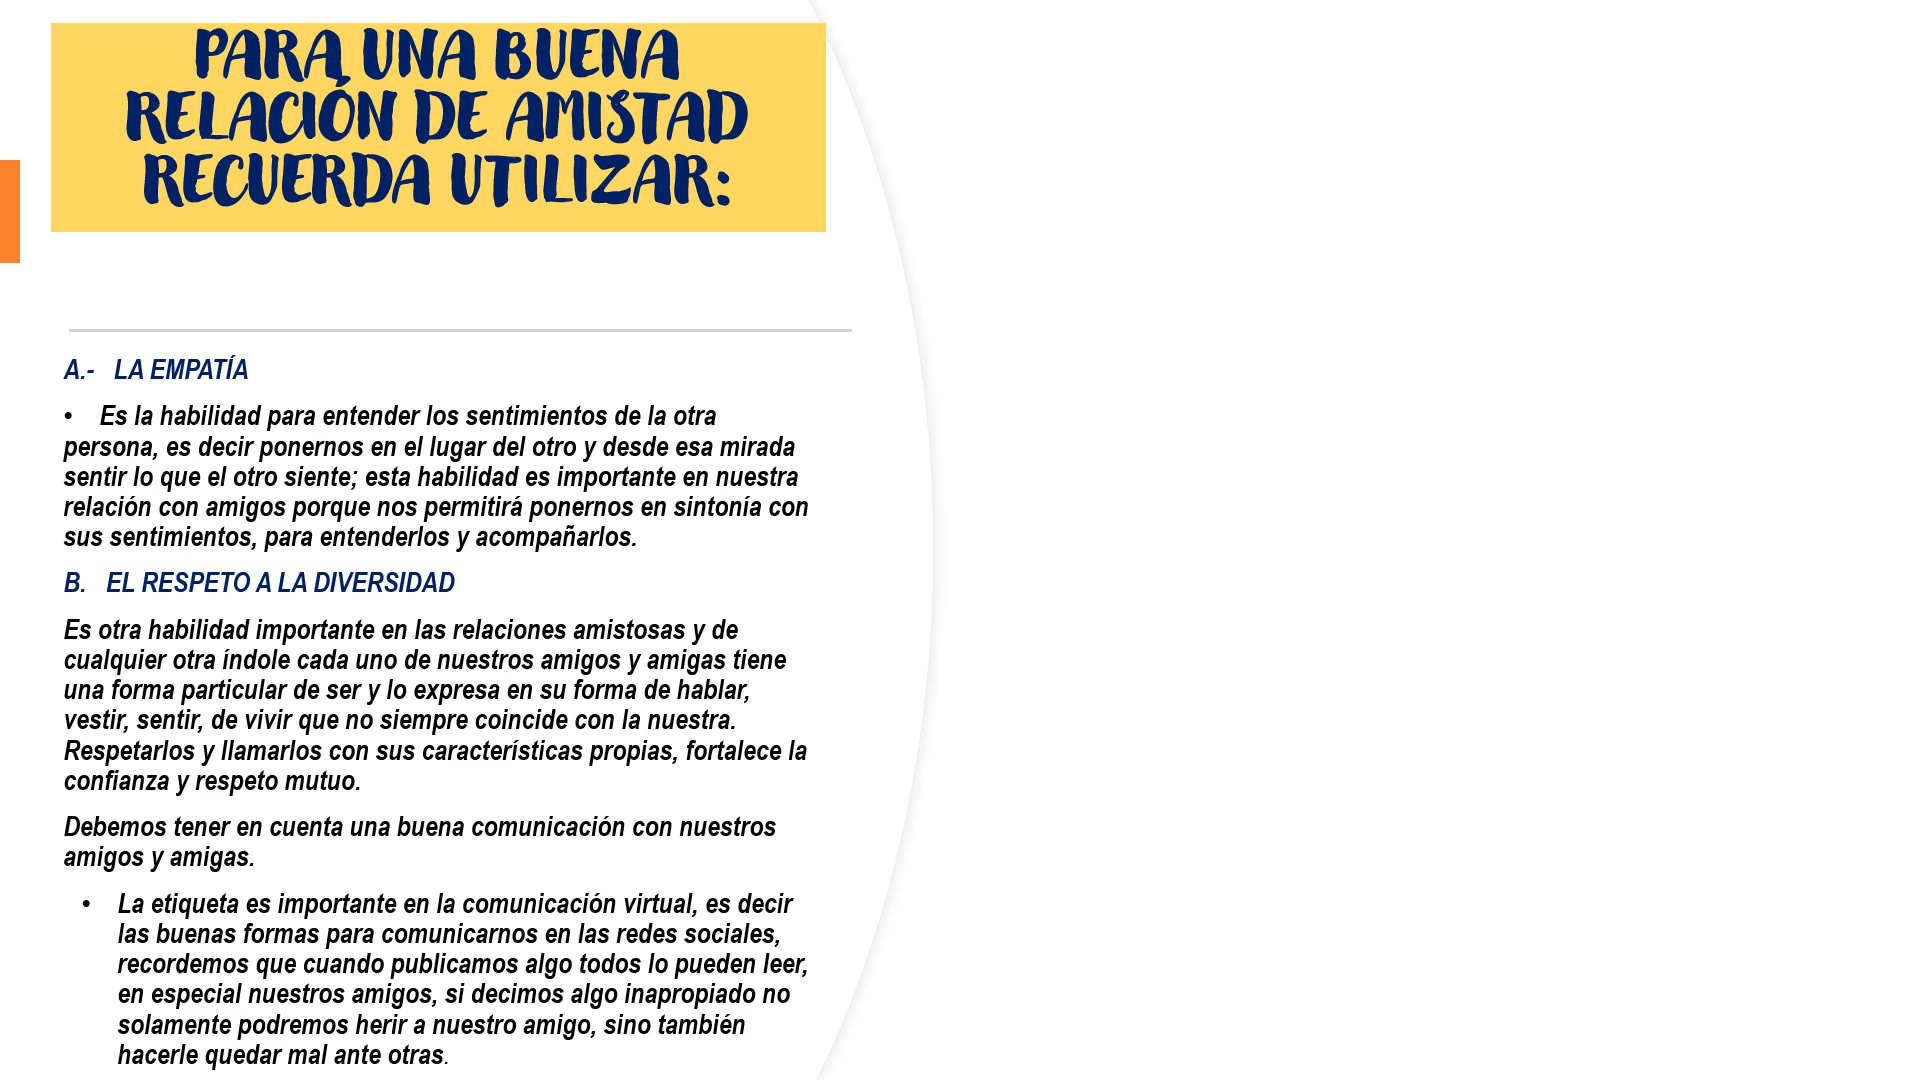 PARA UNA BUENA
RELACIÓN DE AMISTAD
RECUERDA UTILIZAR:
A.- LA EMPATÍA
• Es la habilidad para entender los sentimientos de la otra
persona, es decir ponernos en el lugar del otro y desde esa mirada
sentir lo que el otro siente; esta habilidad es importante en nuestra
relación con amigos porque nos permitirá ponernos en sintonía con
sus sentimientos, para entenderlos y acompañarlos.
B. EL RESPETO A LA DIVERSIDAD
Es otra habilidad importante en las relaciones amistosas y de
cualquier otra índole cada uno de nuestros amigos y amigas tiene
una forma particular de ser y lo expresa en su forma de hablar,
vestir, sentir, de vivir que no siempre coincide con la nuestra.
Respetarlos y llamarlos con sus características propias, fortalece la
confianza y respeto mutuo.
Debemos tener en cuenta una buena comunicación con nuestros
amigos y amigas.
• La etiqueta es importante en la comunicación virtual, es decir
las buenas formas para comunicarnos en las redes sociales,
recordemos que cuando publicamos algo todos lo pueden leer,
en especial nuestros amigos, si decimos algo inapropiado no
solamente podremos herir a nuestro amigo, sino también
hacerle quedar mal ante otras.